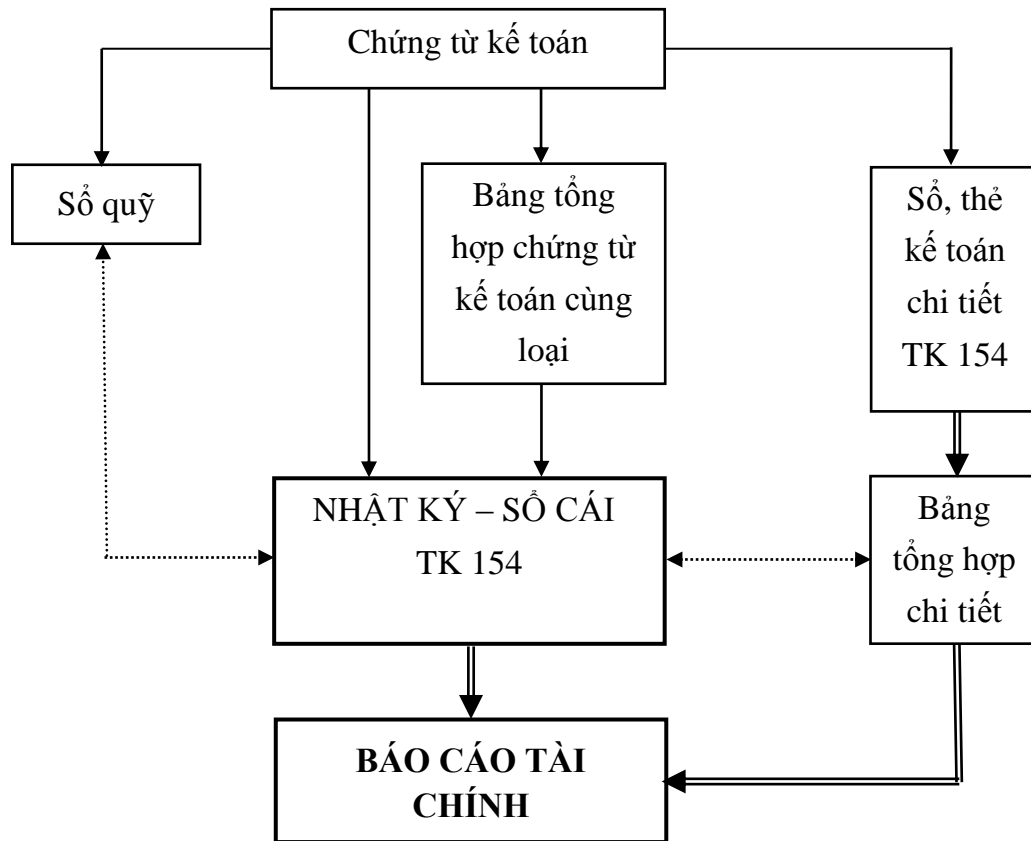 Chứng từ kế toán
Sổ quỹ
Bảng tổng
hợp chứng từ
kế toán cùng
loại
Sổ, thẻ
kế toán
chi tiết
TK 154
NHẬT KÝ – SỔ CÁI
TK 154
Bảng
tổng hợp
chi tiết
BÁO CÁO TÀI
CHÍNH